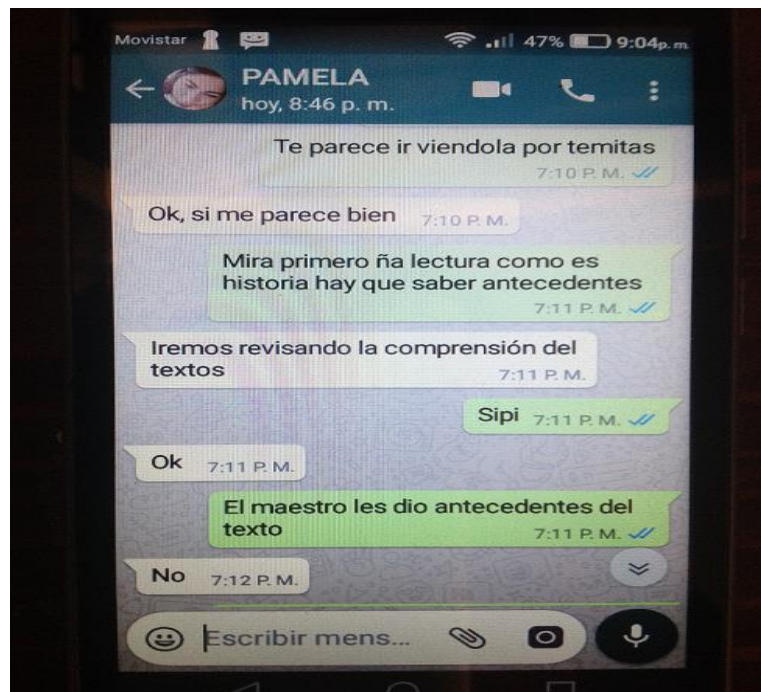 Movistar 47% 9:04p.m.
PAMELA
hoy, 8:46 p. m.
Te parece ir viendola por temitas
7:10 P. M.
Ok, si me parece bien 7:10 P. M.
Mira primero ña lectura como es
historia hay que saber antecedentes
7:11 P. M.
Iremos revisando la comprensión del
textos 7:11 P. M.
Sipi 7:11 P. M.
Ok 7:11 P. M.
El maestro les dio antecedentes del
texto 7:11 P. M.
No 7:12 P. M.
Escribir mens...